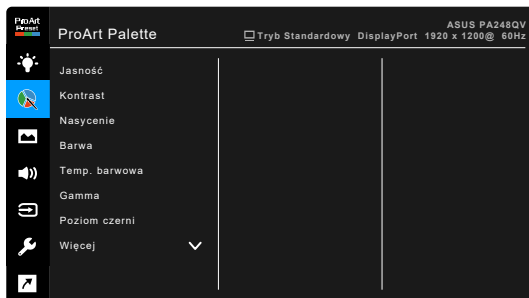 ProArt
Preset
ProArt Palette
ASUS PA248QV
Tryb Standardowy DisplayPort 1920 x 1200@ 60Hz
Jasność
Kontrast
Nasycenie
Barwa
Temp. barwowa
Gamma
Poziom czerni
Więcej